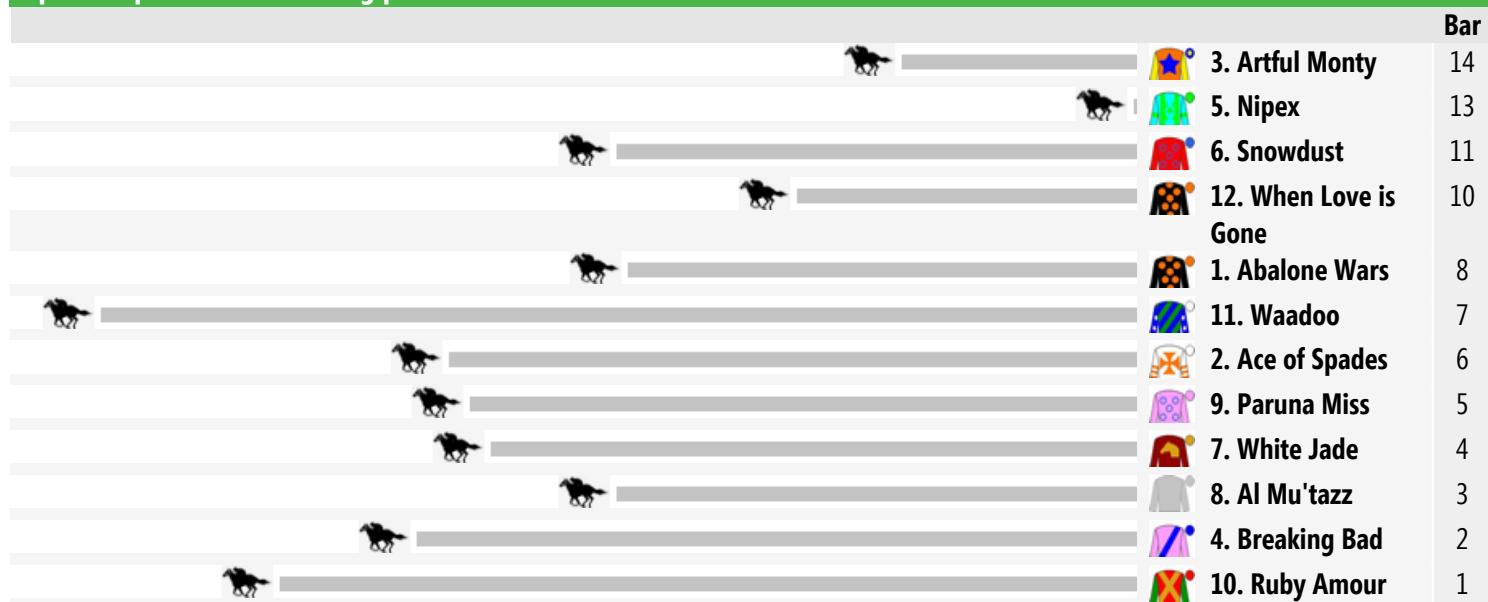 Bar
3. Artful Monty 14
5. Nipex 13
6. Snowdust 11
12. When Love is 10
Gone
1. Abalone Wars 8
11. Waadoo 7
2. Ace of Spades 6
9. Paruna Miss 5
7. White Jade 4
8. Al Mu'tazz 3
4. Breaking Bad 2
10. Ruby Amour 1